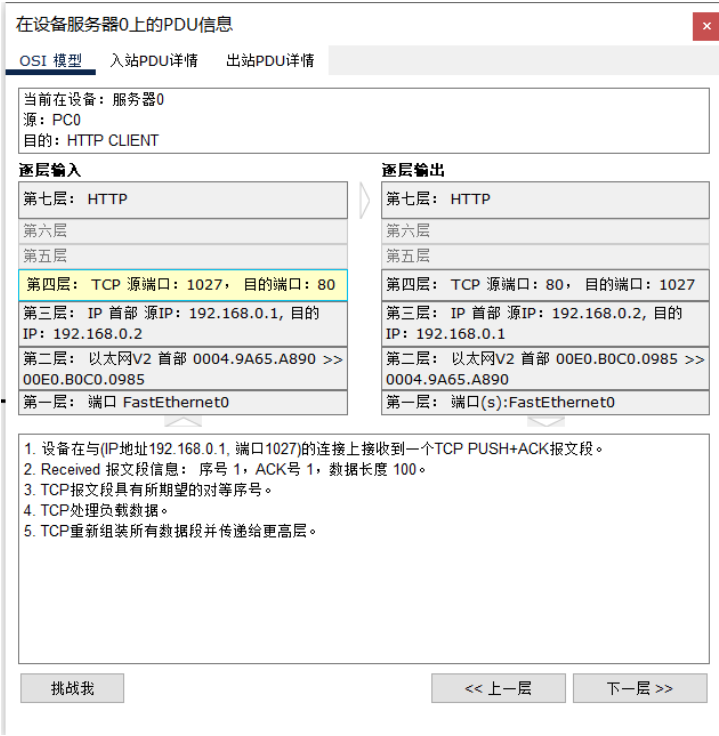 在设备服务器0上的PDU信息
×
OSI 模型 入站PDU详情 出站PDU详情
当前在设备：服务器0
源：PC0
目的：HTTP CLIENT
逐层输入
第七层： HTTP
第六层
第五层
第四层： TCP 源端口：1027， 目的端口：80
第三层： IP 首部 源IP：192.168.0.1, 目的
IP：192.168.0.2
第二层： 以太网V2 首部 0004.9A65.A890 >>
00E0.B0C0.0985
第一层： 端口 FastEthernet0
逐层输出
第七层： HTTP
第六层
第五层
第四层： TCP 源端口：80， 目的端口：1027
第三层： IP 首部 源IP：192.168.0.2, 目的
IP：192.168.0.1
第二层： 以太网V2 首部 00E0.B0C0.0985 >>
0004.9A65.A890
第一层： 端口(s):FastEthernet0
1. 设备在与(IP地址192.168.0.1, 端口1027)的连接上接收到一个TCP PUSH+ACK报文段。
2. Received 报文段信息： 序号 1，ACK号 1，数据长度 100。
3. TCP报文段具有所期望的对等序号。
4. TCP处理负载数据。
5. TCP重新组装所有数据段并传递给更高层。
挑战我
<< 上一层
下一层 >>